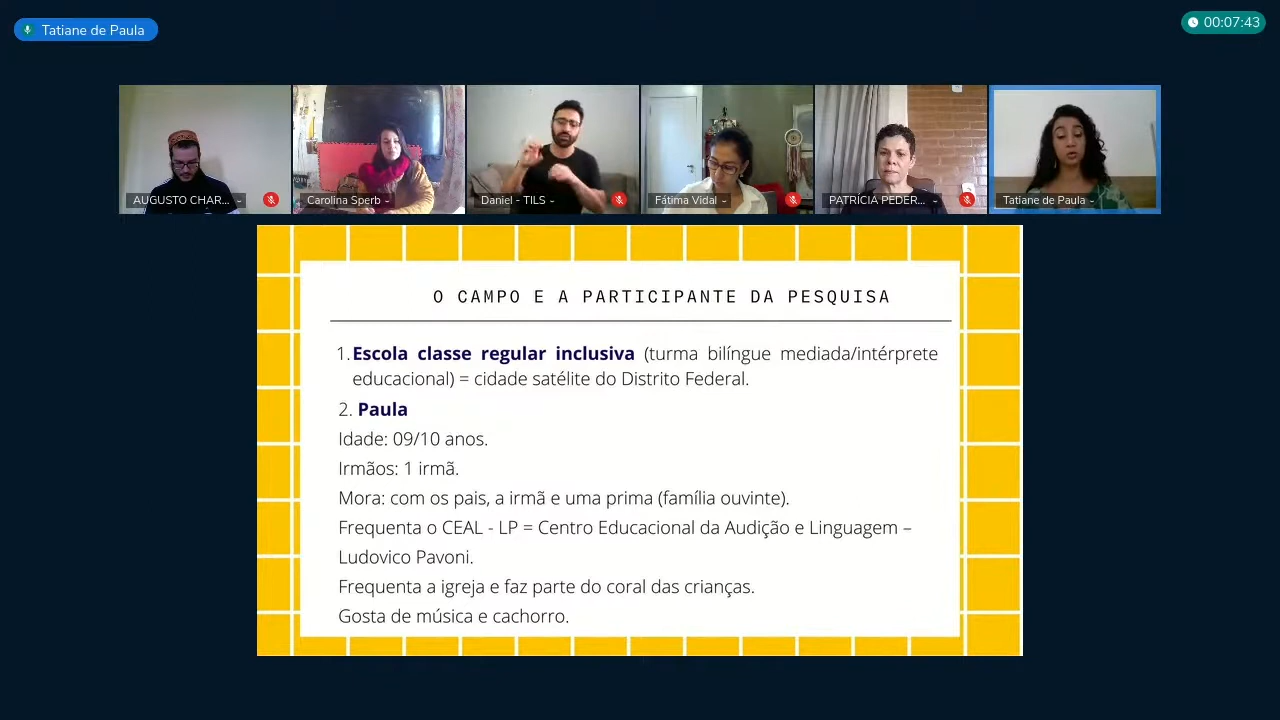 Tatiane de Paula
00:07:43
AUGUSTO CHAR...
Carolina Sperb
Daniel - TILS
Fátima Vidal
PATRÍCIA PEDER...
Tatiane de Paula
O CAMPO E A PARTICIPANTE DA PESQUISA
1. Escola classe regular inclusiva (turma bilíngue mediada/intérprete
educacional) = cidade satélite do Distrito Federal.
2. Paula
Idade: 09/10 anos.
Irmãos: 1 irmã.
Mora: com os pais, a irmã e uma prima (família ouvinte).
Frequenta o CEAL - LP = Centro Educacional da Audição e Linguagem –
Ludovico Pavoni.
Frequenta a igreja e faz parte do coral das crianças.
Gosta de música e cachorro.